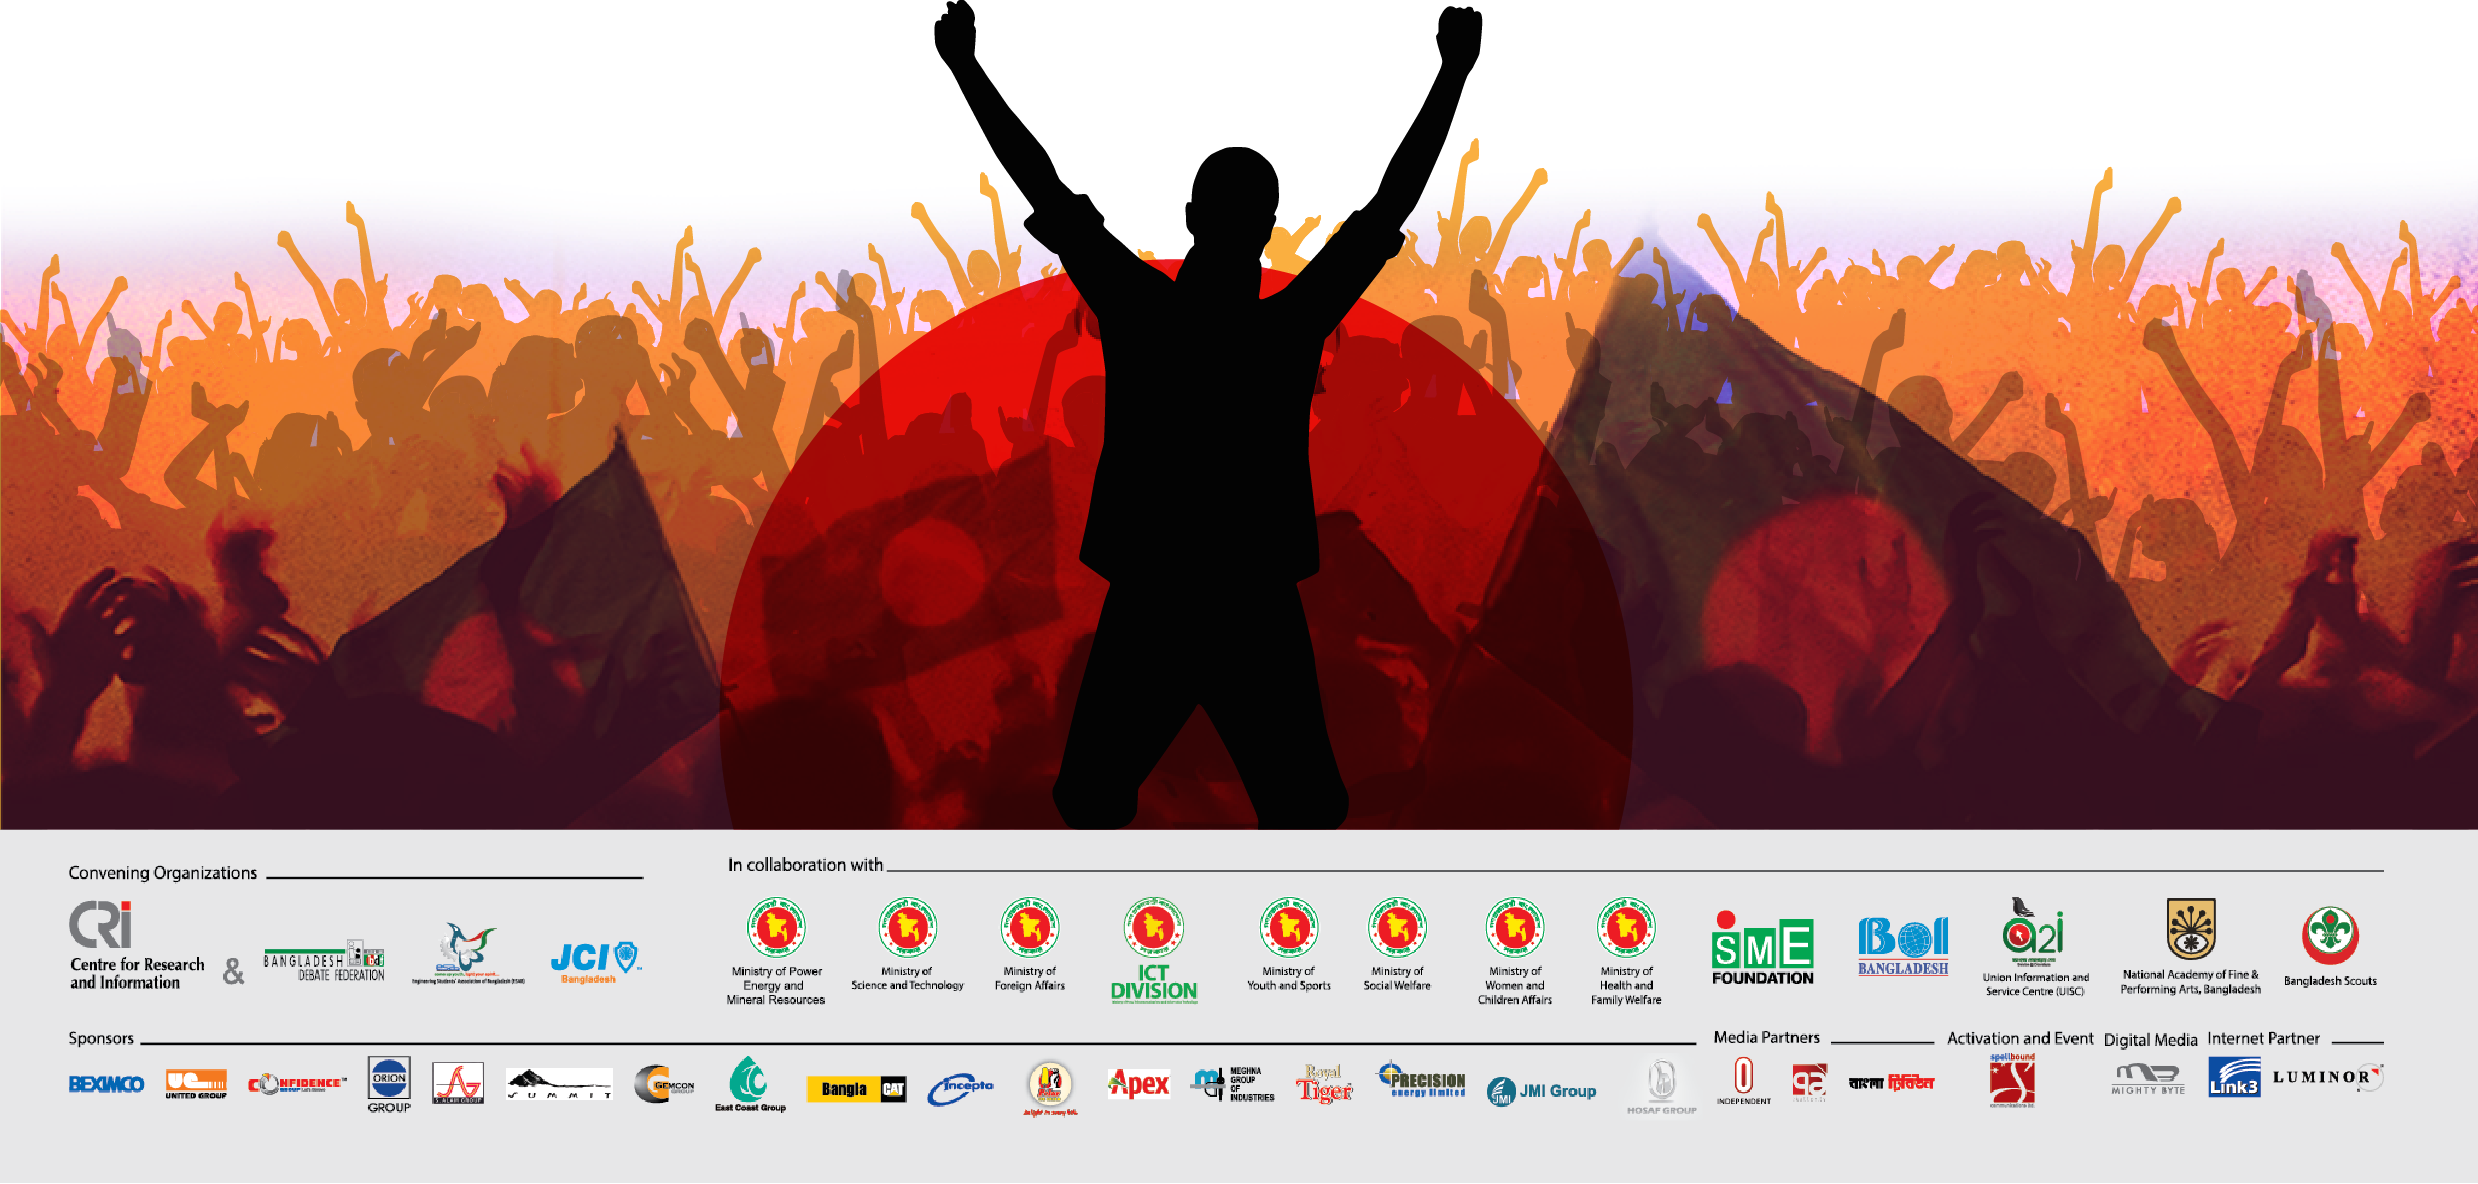 Convening Organizations
In collaboration with
CRi
Centre for Research
and Information
&
BANGLADESH
DEBATE FEDERATION
Engineering Students' Association of Bangladesh (ESAB)
JCI
Bangladesh
Ministry of Power
Energy and
Mineral Resources
Ministry of
Science and Technology
Ministry of
Foreign Affairs
ICT
DIVISION
Ministry of
Youth and Sports
Ministry of
Social Welfare
Ministry of
Women and
Children Affairs
Ministry of
Health and
Family Welfare
SME
FOUNDATION
BANGLADESH
a2i
Union Information and
Service Centre (UISC)
National Academy of Fine &
Performing Arts, Bangladesh
Bangladesh Scouts
Sponsors
Media Partners
Activation and Event
Digital Media
Internet Partner
BEXIMCO
UNITED GROUP
CONFIDENCE
ORION
GROUP
S. ALAM GROUP
SUMMIT
GEMCON
GROUP
East Coast Group
Bangla CAT
incepta
Apex
MEGHNA
GROUP
OF
INDUSTRIES
Royal
Tiger
PRECISION
energy limited
JMI
JMI Group
HOSAF GROUP
INDEPENDENT
বাংলা ট্রিবিউন
spellbound
MIGHTY BYTE
Link3
LUMINOR